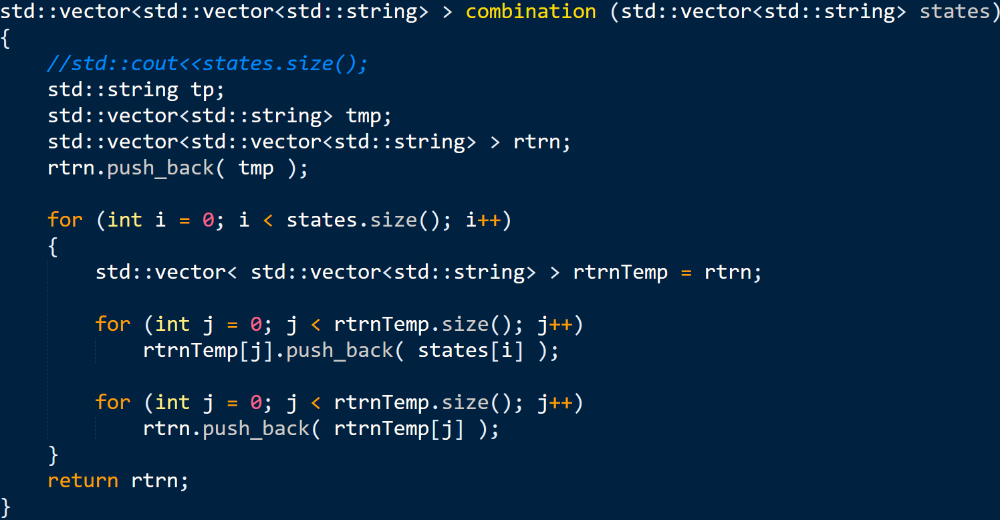 std::vector<std::vector<std::string> > combination (std::vector<std::string> states)
{
    //std::cout<<states.size();
    std::string tp;
    std::vector<std::string> tmp;
    std::vector<std::vector<std::string> > rtrn;
    rtrn.push_back( tmp );

    for (int i = 0; i < states.size(); i++)
    {
        std::vector< std::vector<std::string> > rtrnTemp = rtrn;

        for (int j = 0; j < rtrnTemp.size(); j++)
            rtrnTemp[j].push_back( states[i] );

        for (int j = 0; j < rtrnTemp.size(); j++)
            rtrn.push_back( rtrnTemp[j] );
    }
    return rtrn;
}